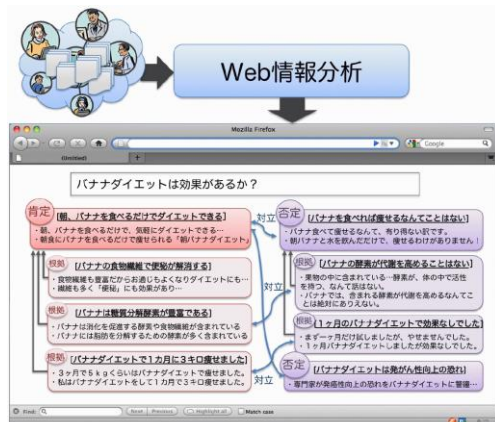 Web情報分析
Mozilla Firefox
Google
(Untitled)
バナナダイエットは効果があるか？
肯定
[朝、バナナを食べるだけでダイエットできる]
・朝、バナナを食べるだけで、気軽にダイエットできる…
・朝食にバナナを食べるだけで痩せられる「朝バナナダイエット」
根拠
[バナナの食物繊維で便秘が解消する]
・食物繊維も豊富だからお通じもよくなりダイエットにも…
・繊維も多く「便秘」にも効果があり…
根拠
[バナナは糖質分解酵素が豊富である]
・バナナは消化を促進する酵素や食物繊維が含まれている
・バナナには脂肪を分解するための酵素が多く含まれている
根拠
[バナナダイエットで1カ月に3キロ痩せました]
・3ヶ月で5kgくらいはバナナダイエットで痩せました。
・私はバナナダイエットをして1カ月で3キロ痩せました。
対立
対立
対立
否定
[バナナを食べれば痩せるなんてことはない]
・バナナ食べて痩せるなんて、有り得ない訳です。
・朝バナナと水を飲んだだけで、痩せるわけがありません！
根拠
[バナナの酵素が代謝を高めることはない]
・果物の中に含まれている…酵素が、体の中で活性
を持つ、なんて話はない。
・バナナでは、含まれる酵素が代謝を高めるなんてこ
とは絶対にありえない。
根拠
[1ヶ月のバナナダイエットで効果なしでした]
・まず一ヶ月だけ試しましたが、やせませんでした。
・1ヶ月バナナダイエットしましたが効果なしでした。
否定
[バナナダイエットは発がん性向上の恐れ]
・専門家が発癌性向上の恐れをバナナダイエットに警鐘…
Find:
Next
Previous
Highlight all
Match case